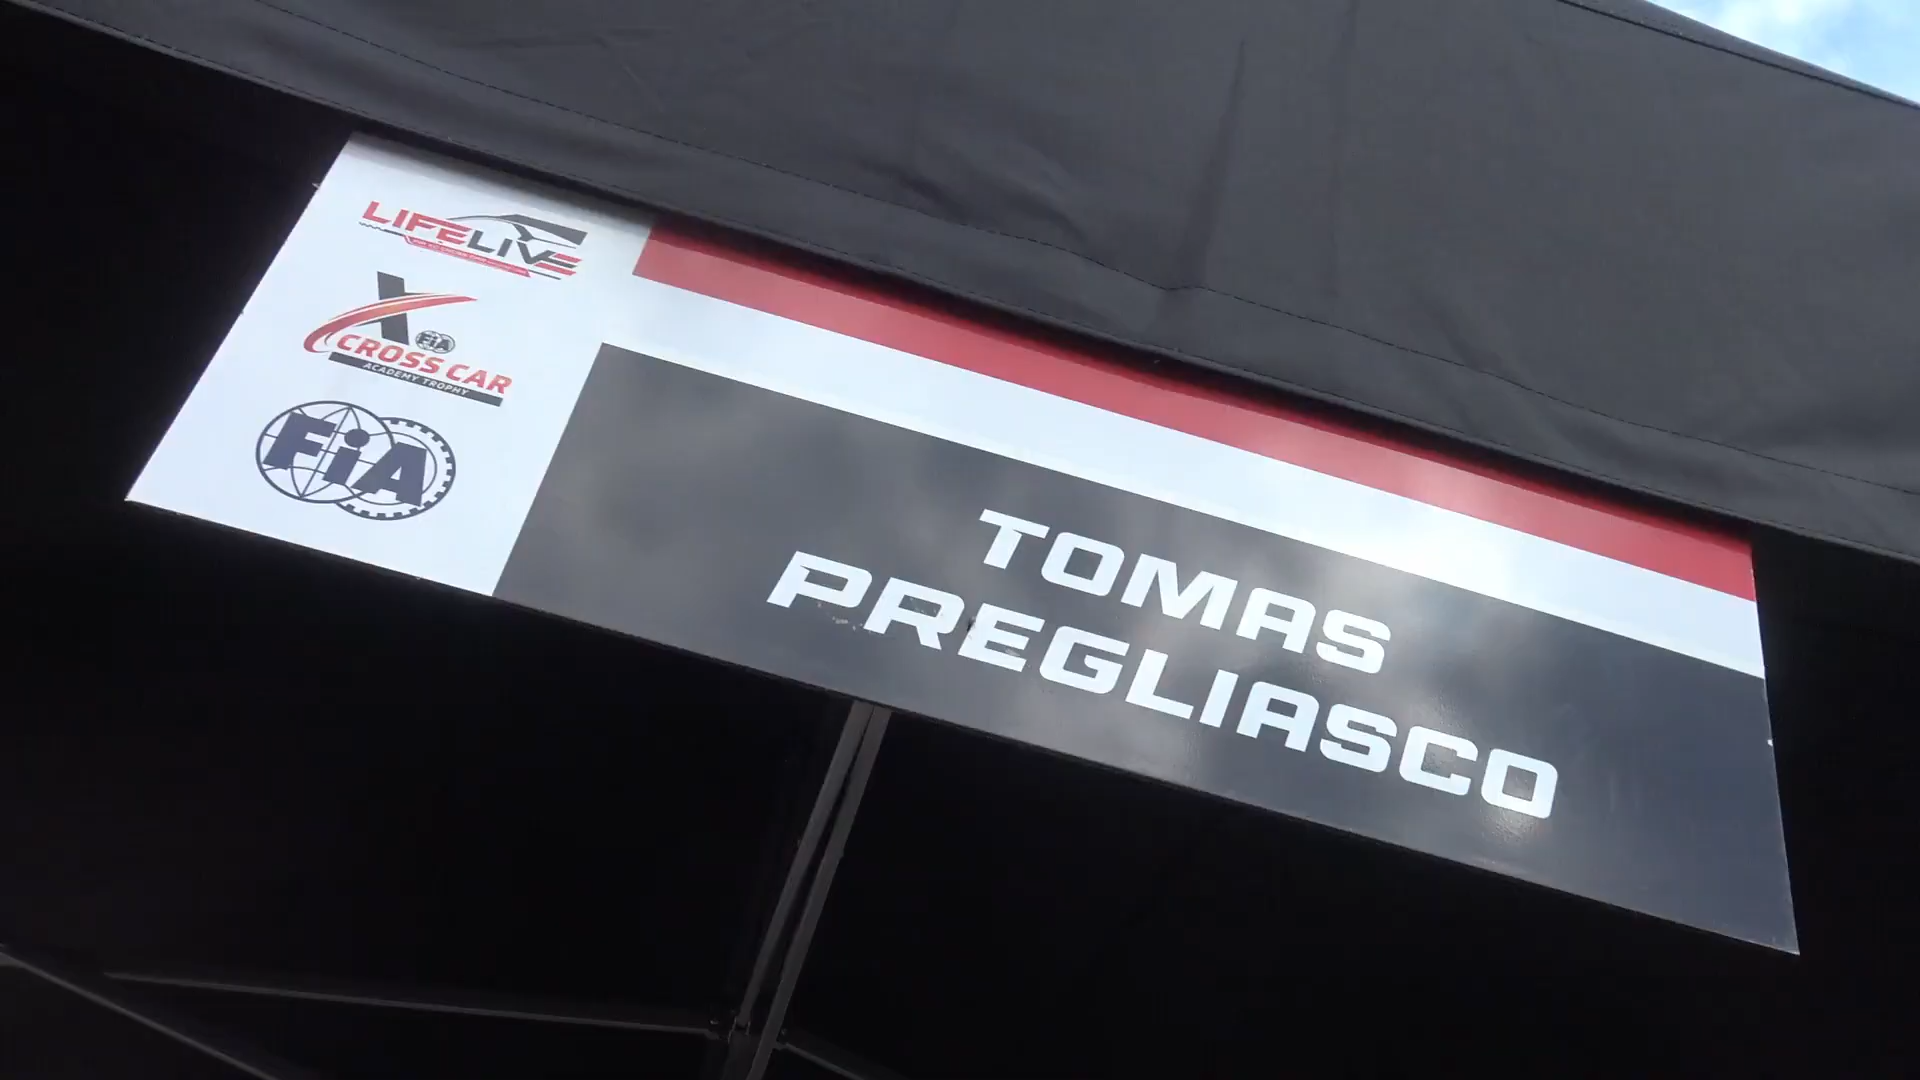 LIFELIVE
FIA
CROSS CAR
ACADEMY TROPHY
FiA
TOMAS
PREGLIASCO